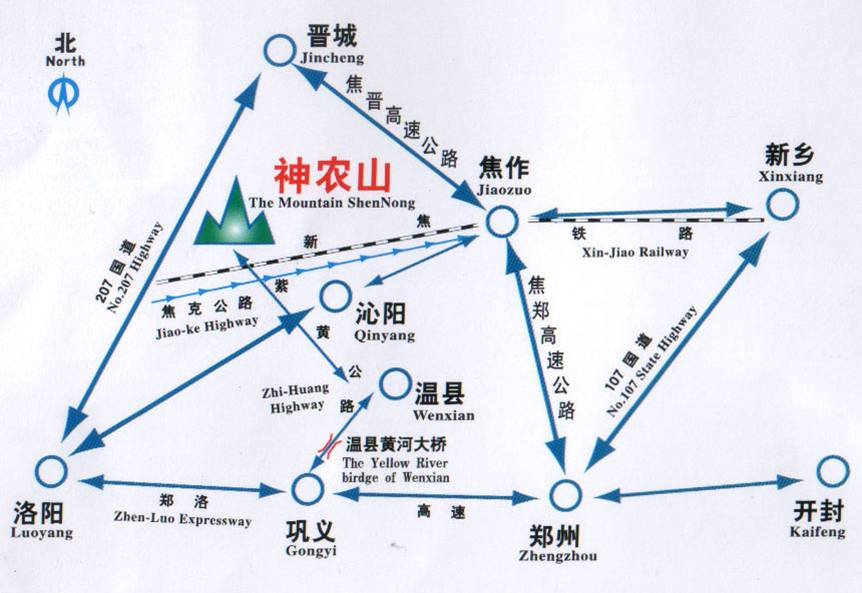 北
North
晋城
Jincheng
焦晋高速公路
神农山
The Mountain ShenNong
焦作
Jiaozuo
新乡
Xinxiang
新焦
铁路
Xin-Jiao Railway
207国道
No.207 Highway
焦克公路
Jiao-ke Highway
紫黄公路
Zhi-Huang
Highway
沁阳
Qinyang
温县
Wenxian
焦郑高速公路
107国道
No.107 State Highway
温县黄河大桥
The Yellow River
birdge of Wenxian
洛阳
Luoyang
郑洛
Zhen-Luo Expressway
巩义
Gongyi
高速
郑州
Zhengzhou
开封
Kaifeng